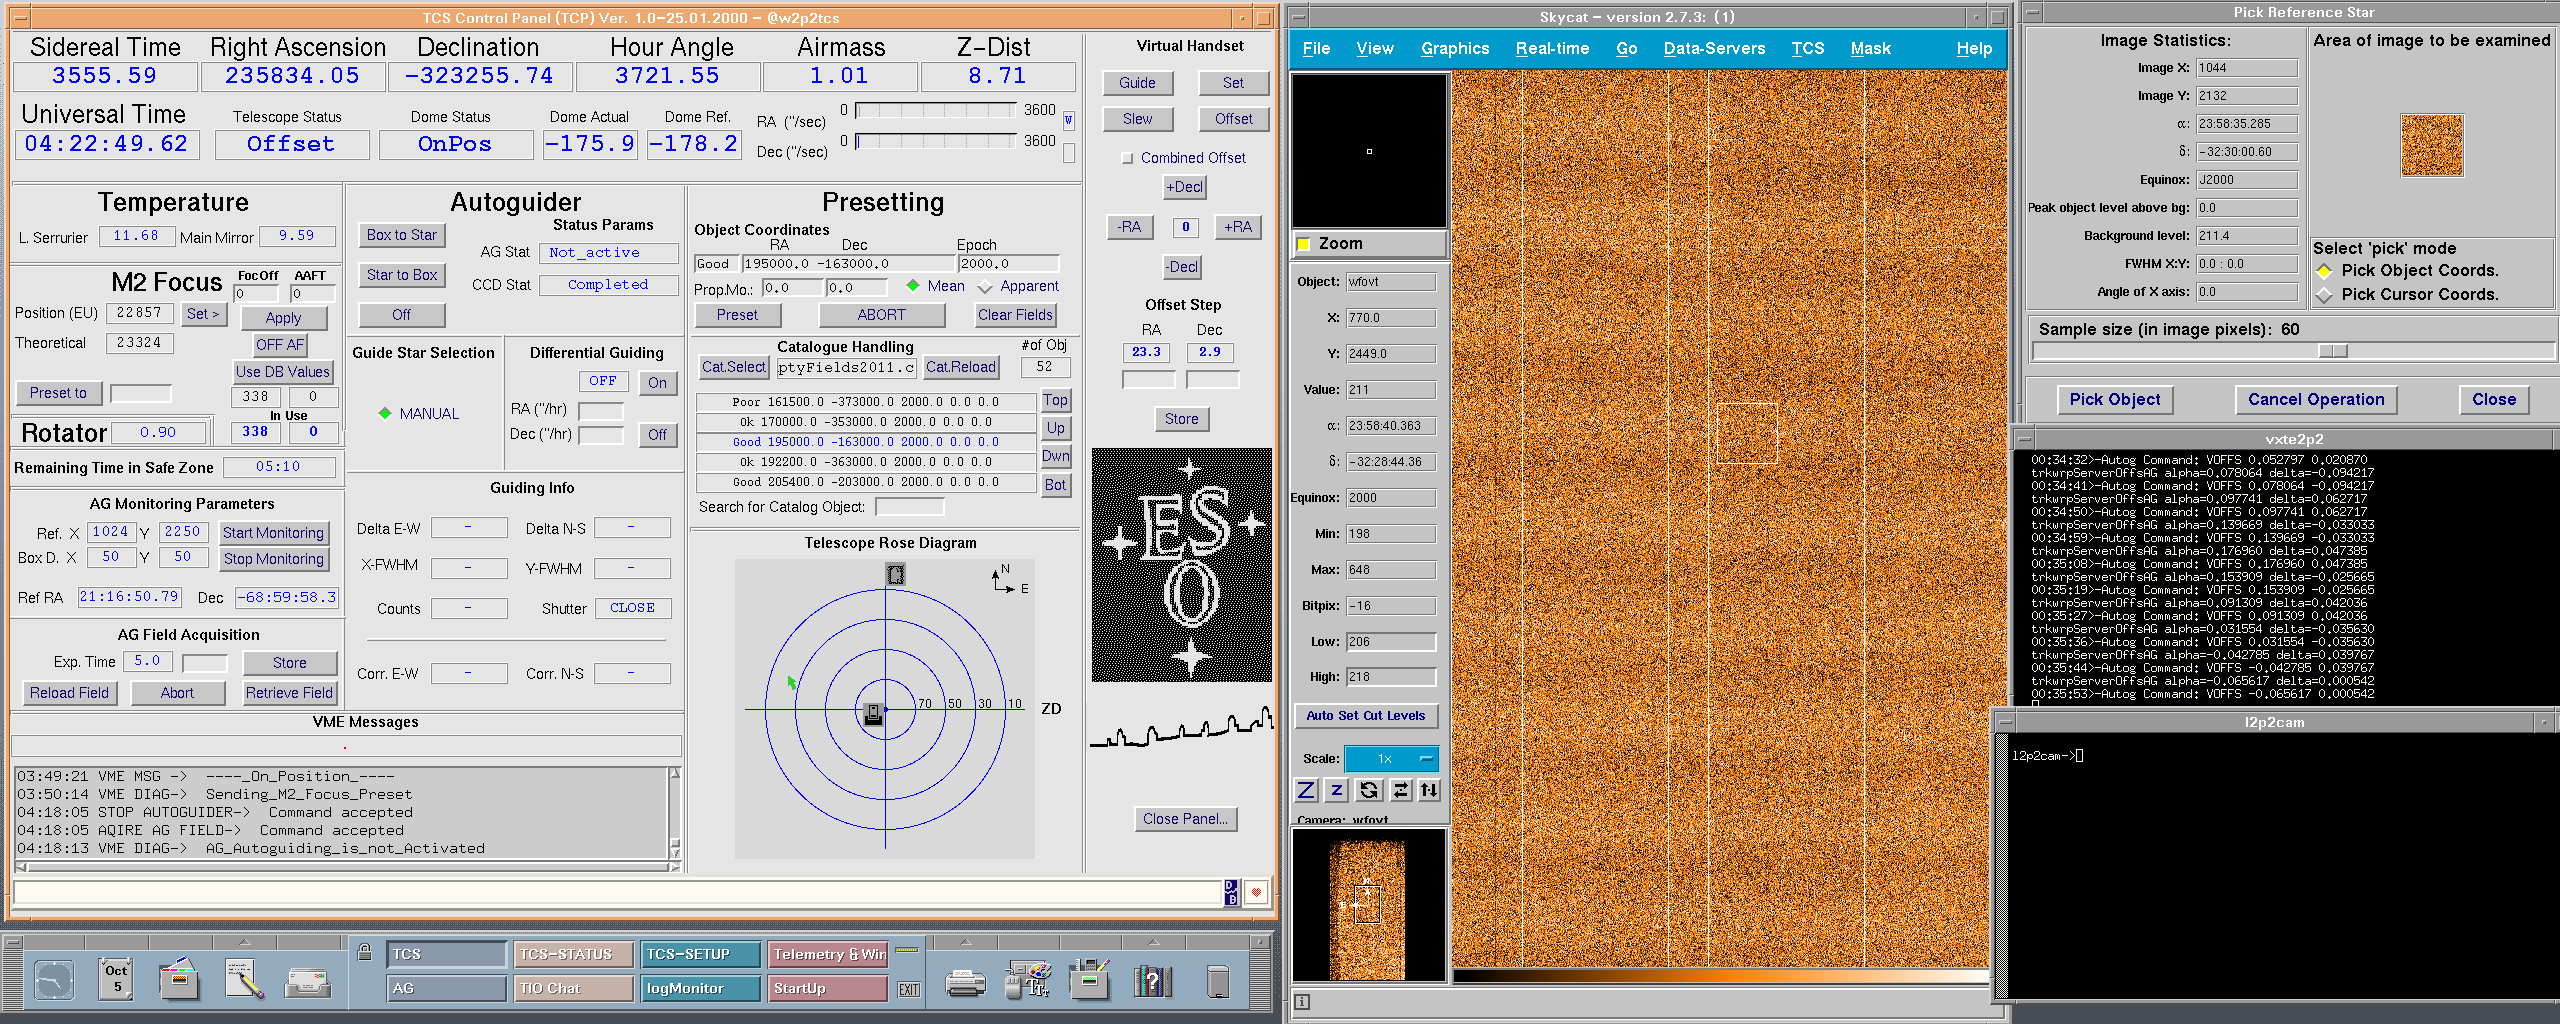 TCS Control Panel (TCP) Ver. 1.0-25.01.2000 - @w2p2tcs
Sidereal Time Right Ascension Declination Hour Angle Airmass Z-Dist
3555.59 235834.05 -323255.74 3721.55 1.01 8.71
Universal Time Telescope Status Dome Status Dome Actual Dome Ref.
04:22:49.62 Offset OnPos -175.9 -178.2
RA ("/sec) 0 3600 W
Dec ("/sec) 0 3600
Temperature
L. Serrurier 11.68 Main Mirror 9.59
M2 Focus FocOff AAFT
0 0
Position (EU) 22857 Set > Apply
Theoretical 23324 OFF AF
Use DB Values
Preset to 338 0
In Use
Rotator 0.90 338 0
Remaining Time in Safe Zone 05:10
AG Monitoring Parameters
Ref. X 1024 Y 2250 Start Monitoring
Box D. X 50 Y 50 Stop Monitoring
Ref RA 21:16:50.79 Dec -68:59:58.3
AG Field Acquisition
Exp. Time 5.0 Store
Reload Field Abort Retrieve Field
Autoguider
Box to Star Status Params
AG Stat Not_active
Star to Box CCD Stat Completed
Off
Guide Star Selection Differential Guiding
OFF On
MANUAL RA ("/hr)
Dec ("/hr) Off
Guiding Info
Delta E-W - Delta N-S -
X-FWHM - Y-FWHM -
Counts - Shutter CLOSE
Corr. E-W - Corr. N-S -
Presetting
Object Coordinates
RA Dec Epoch
Good 195000.0 -163000.0 2000.0
Prop.Mo.: 0.0 0.0 Mean Apparent
Preset ABORT Clear Fields
Catalogue Handling #of Obj
Cat.Select ptyFields2011.c Cat.Reload 52
Poor 161500.0 -373000.0 2000.0 0.0 0.0 Top
Ok 170000.0 -353000.0 2000.0 0.0 0.0 Up
Good 195000.0 -163000.0 2000.0 0.0 0.0
Ok 192200.0 -363000.0 2000.0 0.0 0.0 Dwn
Good 205400.0 -203000.0 2000.0 0.0 0.0 Bot
Search for Catalog Object:
Telescope Rose Diagram
N
E
70 50 30 10 ZD
VME Messages
03:49:21 VME MSG -> ----_On_Position_----
03:50:14 VME DIAG-> Sending_M2_Focus_Preset
04:18:05 STOP AUTOGUIDER-> Command accepted
04:18:05 AQIRE AG FIELD-> Command accepted
04:18:13 VME DIAG-> AG_Autoguiding_is_not_Activated
Virtual Handset
Guide Set
Slew Offset
Combined Offset
+Decl
-RA 0 +RA
-Decl
Offset Step
RA Dec
23.3 2.9
Store
ESO
Close Panel...
Oct
5
TCS TCS-STATUS TCS-SETUP Telemetry & Win
AG TIO Chat logMonitor StartUp EXIT
Skycat - version 2.7.3: (1)
File View Graphics Real-time Go Data-Servers TCS Mask Help
Zoom
Object: wfovt
X: 770.0
Y: 2449.0
Value: 211
α: 23:58:40.363
δ: -32:28:44.36
Equinox: 2000
Min: 198
Max: 648
Bitpix: -16
Low: 206
High: 218
Auto Set Cut Levels
Scale: 1x
Z z
Camera: wfovt
Pick Reference Star
Image Statistics:
Image X: 1044
Image Y: 2132
α: 23:58:35.285
δ: -32:30:00.60
Equinox: J2000
Peak object level above bg: 0.0
Background level: 211.4
FWHM X:Y: 0.0 : 0.0
Angle of X axis: 0.0
Area of image to be examined
Select 'pick' mode
Pick Object Coords.
Pick Cursor Coords.
Sample size (in image pixels): 60
Pick Object Cancel Operation Close
vxte2p2
00:34:32>-Autog Command: VOFFS 0.052797 0.020870
trkwrpServerOffsAG alpha=0.078064 delta=-0.094217
00:34:41>-Autog Command: VOFFS 0.078064 -0.094217
trkwrpServerOffsAG alpha=0.097741 delta=0.062717
00:34:50>-Autog Command: VOFFS 0.097741 0.062717
trkwrpServerOffsAG alpha=0.139669 delta=-0.033033
00:34:59>-Autog Command: VOFFS 0.139669 -0.033033
trkwrpServerOffsAG alpha=0.176960 delta=0.047385
00:35:08>-Autog Command: VOFFS 0.176960 0.047385
trkwrpServerOffsAG alpha=0.153909 delta=-0.025665
00:35:19>-Autog Command: VOFFS 0.153909 -0.025665
trkwrpServerOffsAG alpha=0.091309 delta=0.042036
00:35:27>-Autog Command: VOFFS 0.091309 0.042036
trkwrpServerOffsAG alpha=0.031554 delta=-0.035630
00:35:36>-Autog Command: VOFFS 0.031554 -0.035630
trkwrpServerOffsAG alpha=-0.042785 delta=0.039767
00:35:44>-Autog Command: VOFFS -0.042785 0.039767
trkwrpServerOffsAG alpha=-0.065617 delta=0.000542
00:35:53>-Autog Command: VOFFS -0.065617 0.000542
l2p2cam
l2p2cam->